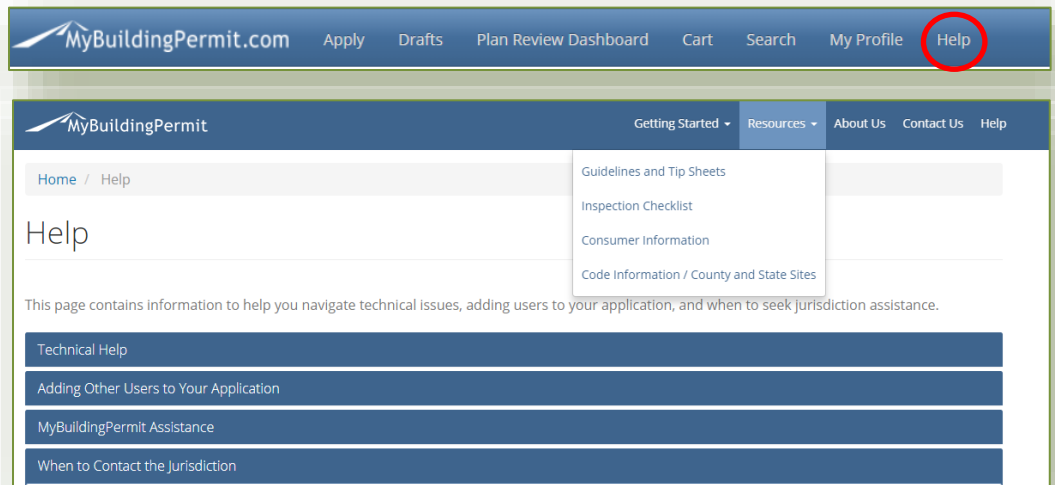 MyBuildingPermit.com Apply Drafts Plan Review Dashboard Cart Search My Profile Help
MyBuildingPermit Getting Started Resources About Us Contact Us Help
Home / Help
Guidelines and Tip Sheets
Inspection Checklist
Consumer Information
Code Information / County and State Sites
Help
This page contains information to help you navigate technical issues, adding users to your application, and when to seek jurisdiction assistance.
Technical Help
Adding Other Users to Your Application
MyBuildingPermit Assistance
When to Contact the Jurisdiction